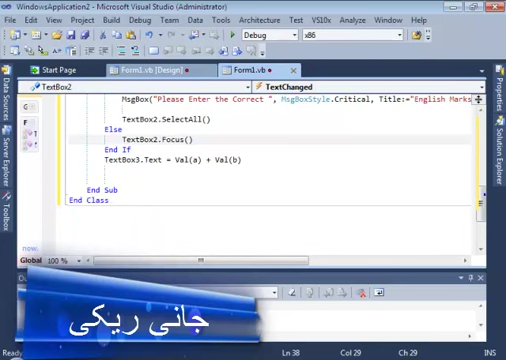 WindowsApplication2 - Microsoft Visual Studio (Administrator)
File Edit View Project Build Debug Team Data Tools Architecture Test VS10x Analyze Window Help
Debug x86
Start Page Form1.vb [Design] Form1.vb
TextBox2 TextChanged
MsgBox("Please Enter the Correct ", MsgBoxStyle.Critical, Title:="English Marks
TextBox2.SelectAll()
Else
TextBox2.Focus()
End If
TextBox3.Text = Val(a) + Val(b)
End Sub
End Class
Data Sources
Server Explorer
Toolbox
Properties
Solution Explorer
now.
Global 100 %
جانی ریکی
Ln 38 Col 29 Ch 29 INS